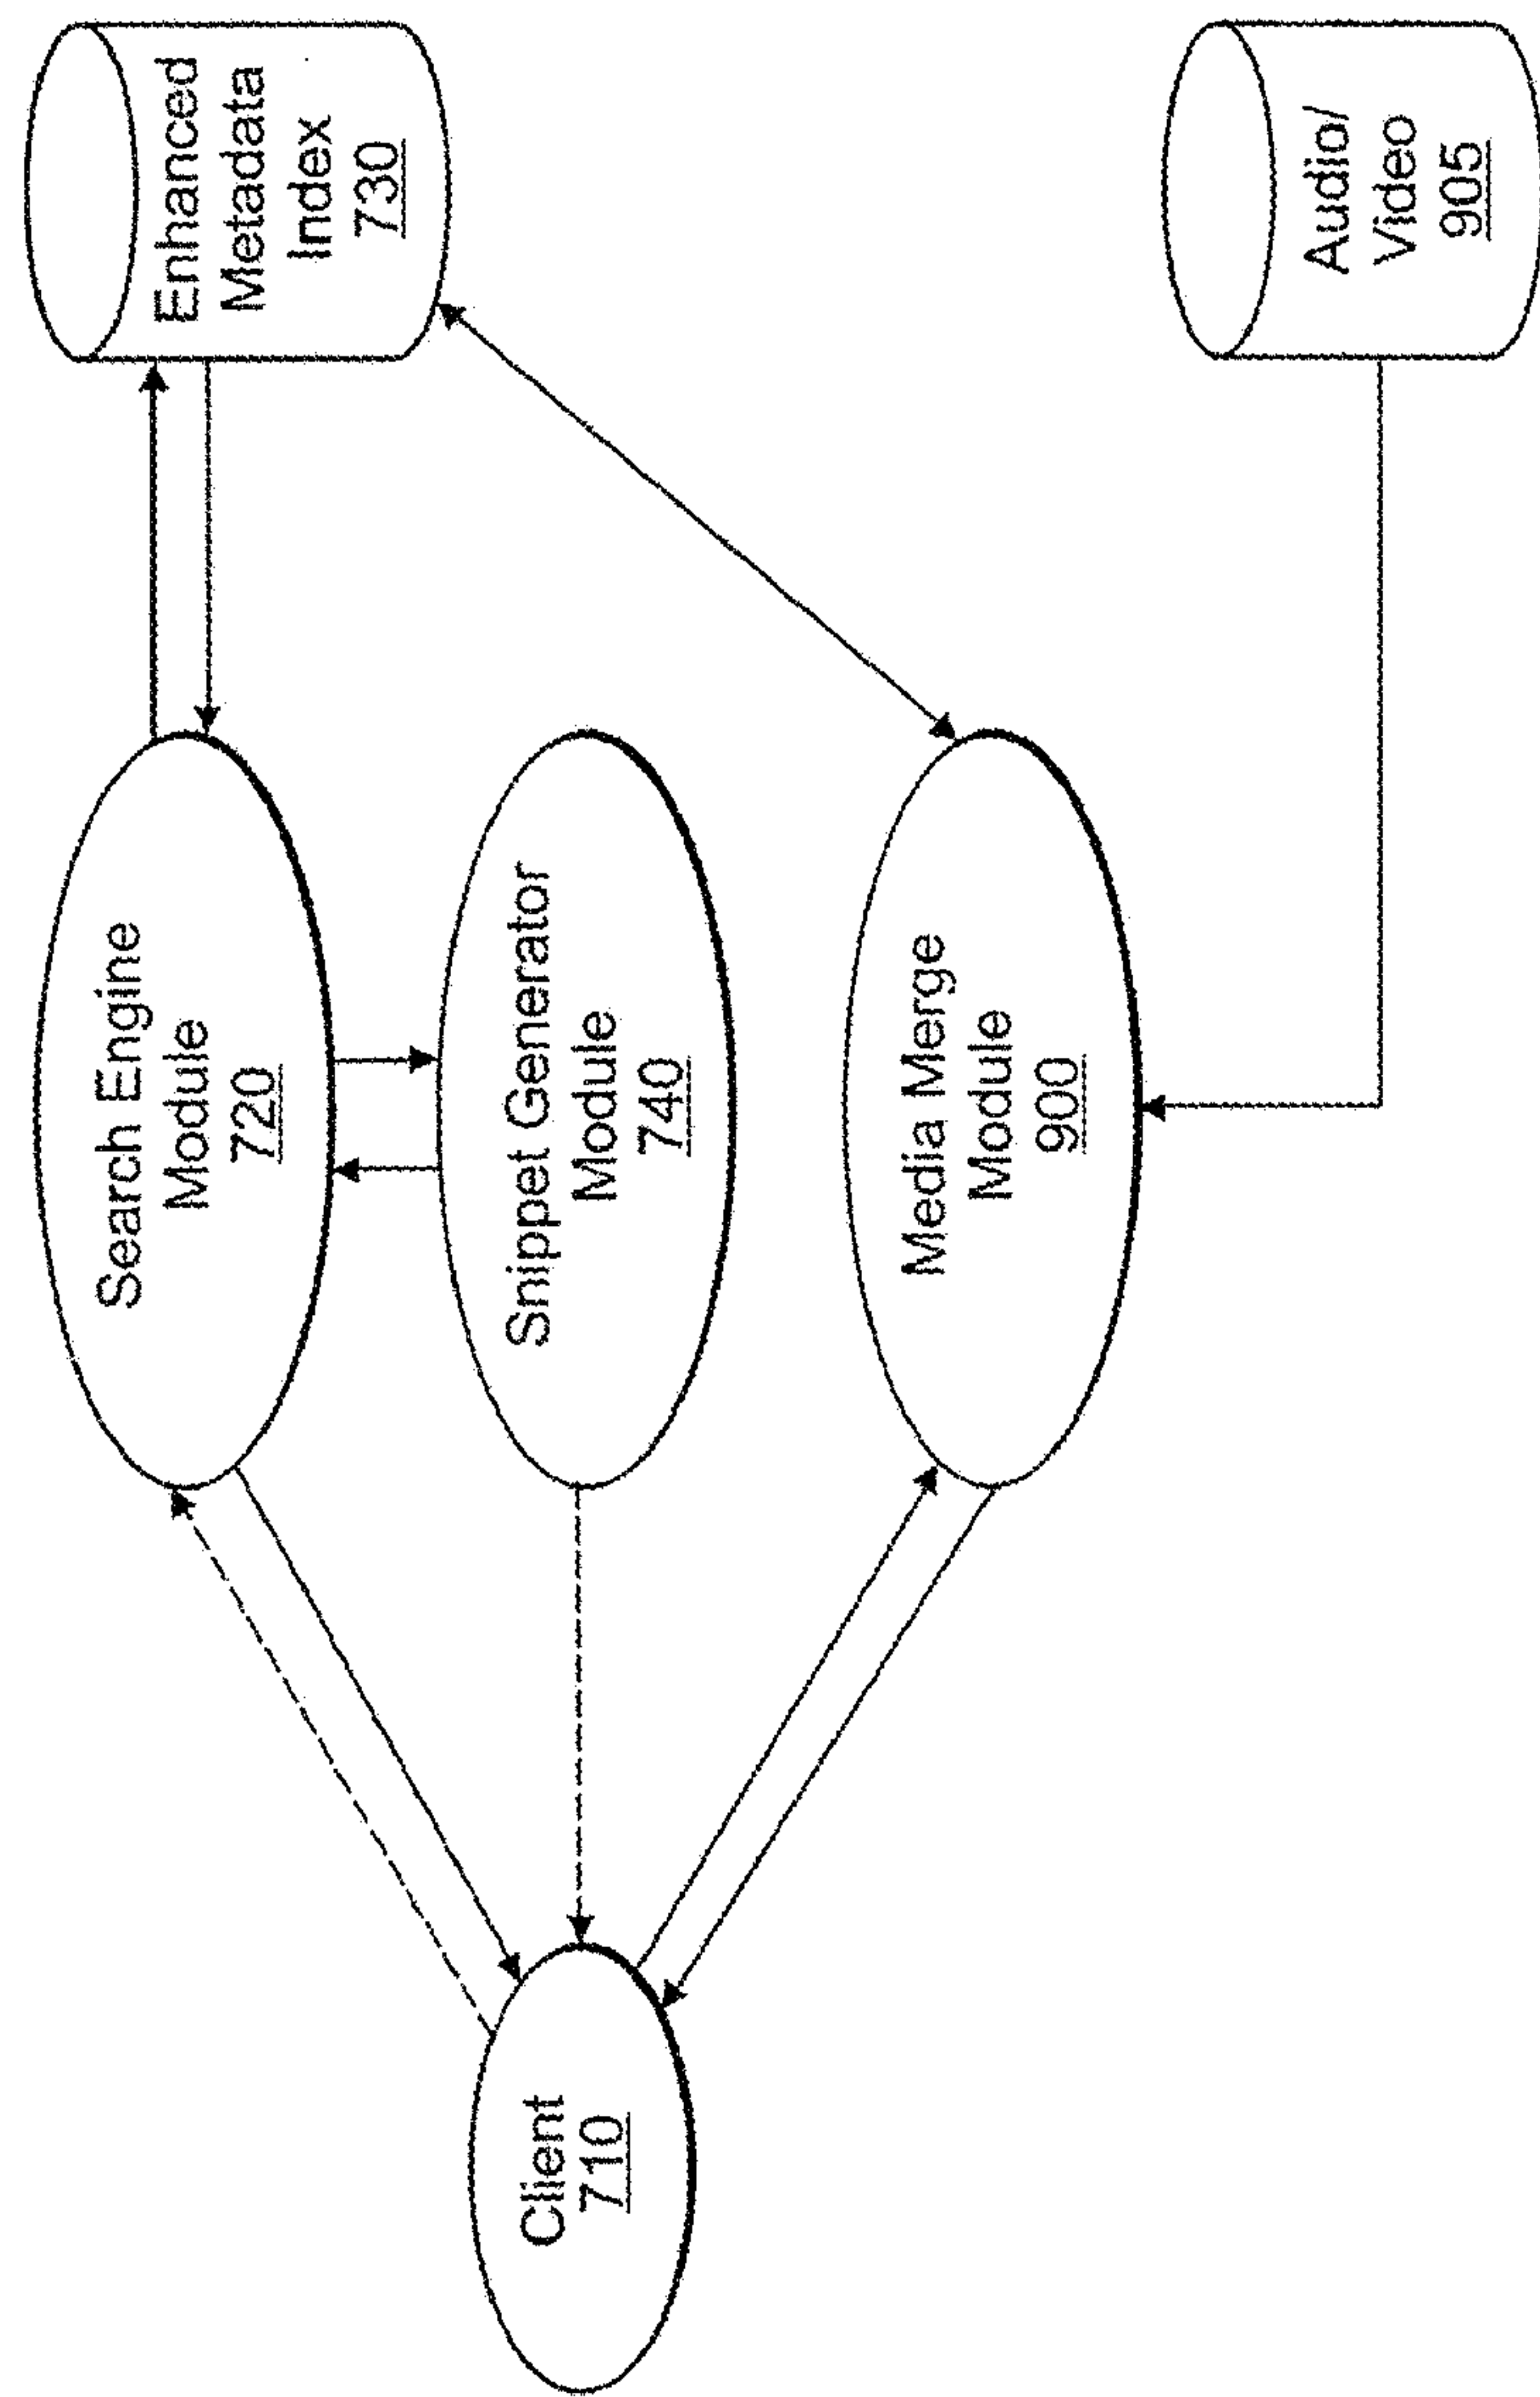 Search Engine
Module
720
Enhanced
Metadata
Index
730
Client
710
Snippet Generator
Module
740
Media Merge
Module
900
Audio/
Video
905